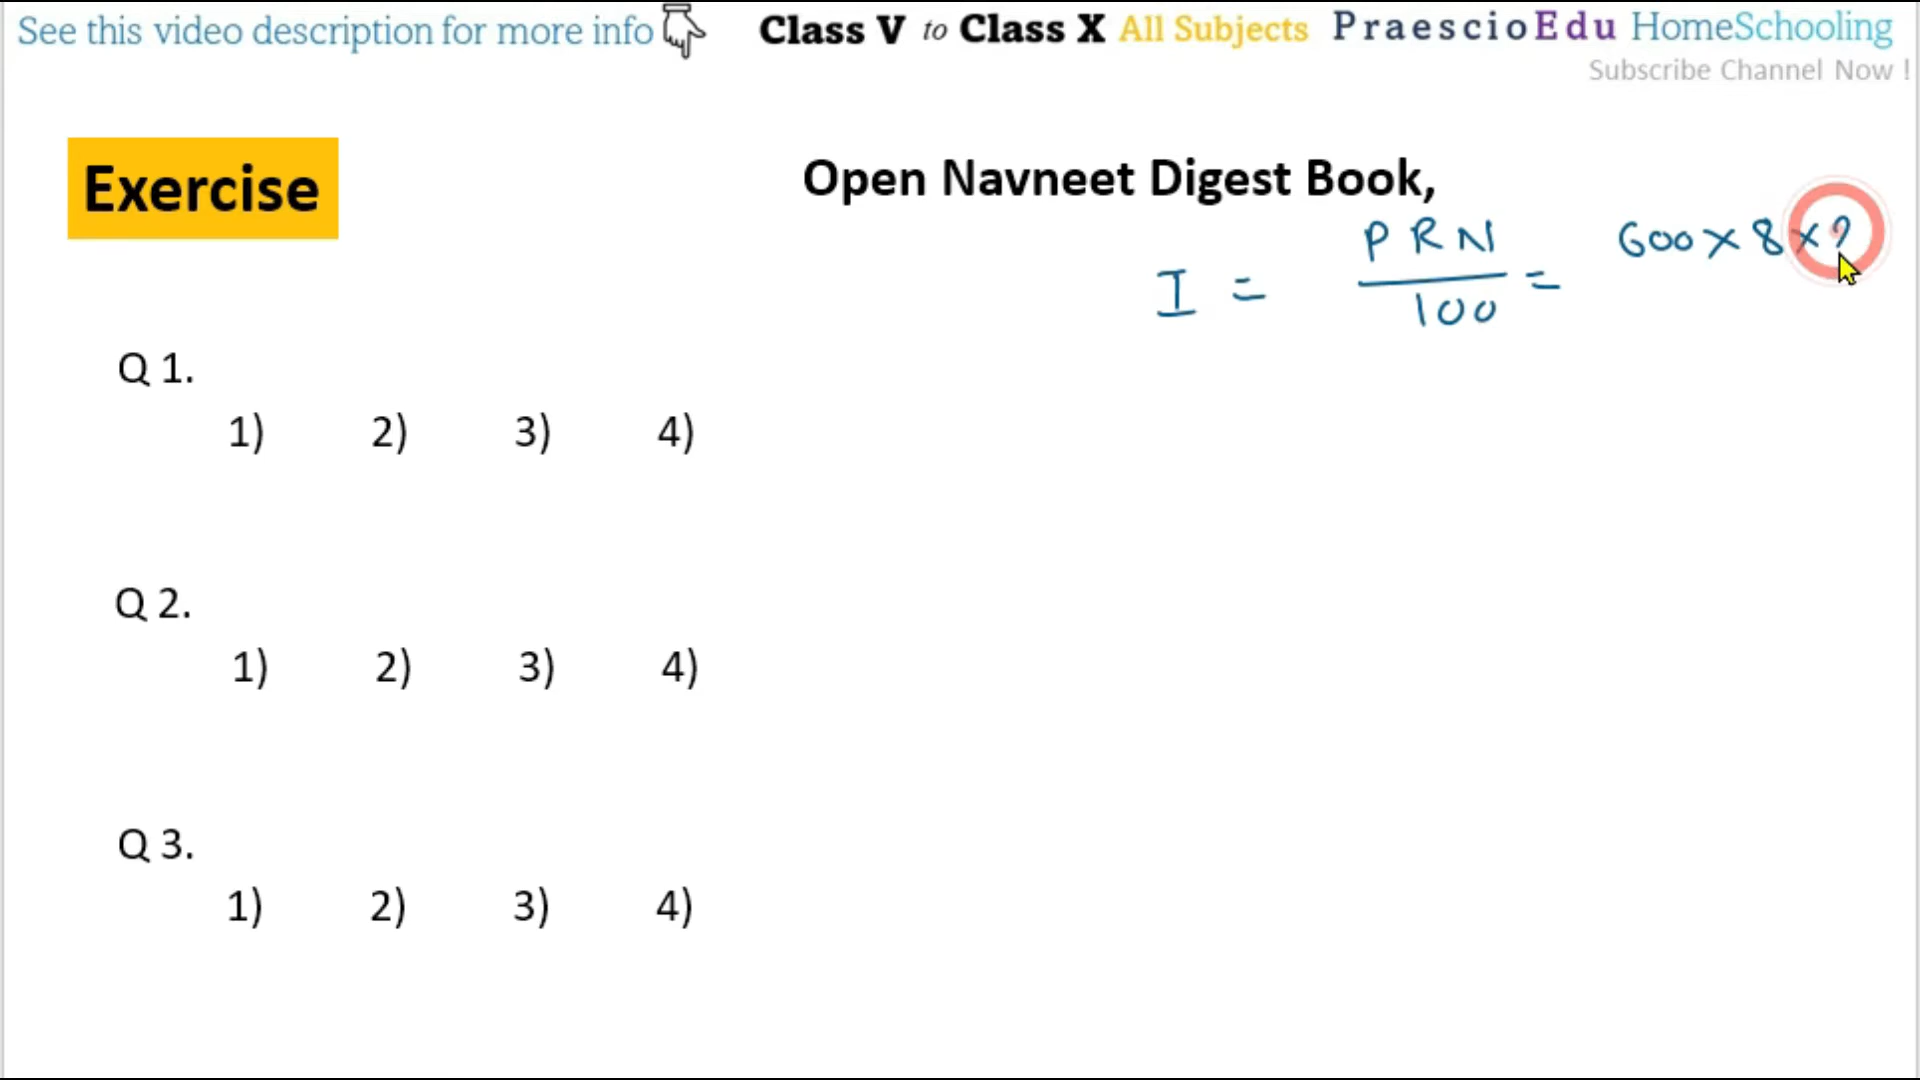 See this video description for more info Class V to Class X All Subjects PraescioEdu HomeSchooling
Subscribe Channel Now !
Exercise
Open Navneet Digest Book,
I = PRN / 100 = 600 × 8 ×
Q 1.
1) 2) 3) 4)
Q 2.
1) 2) 3) 4)
Q 3.
1) 2) 3) 4)